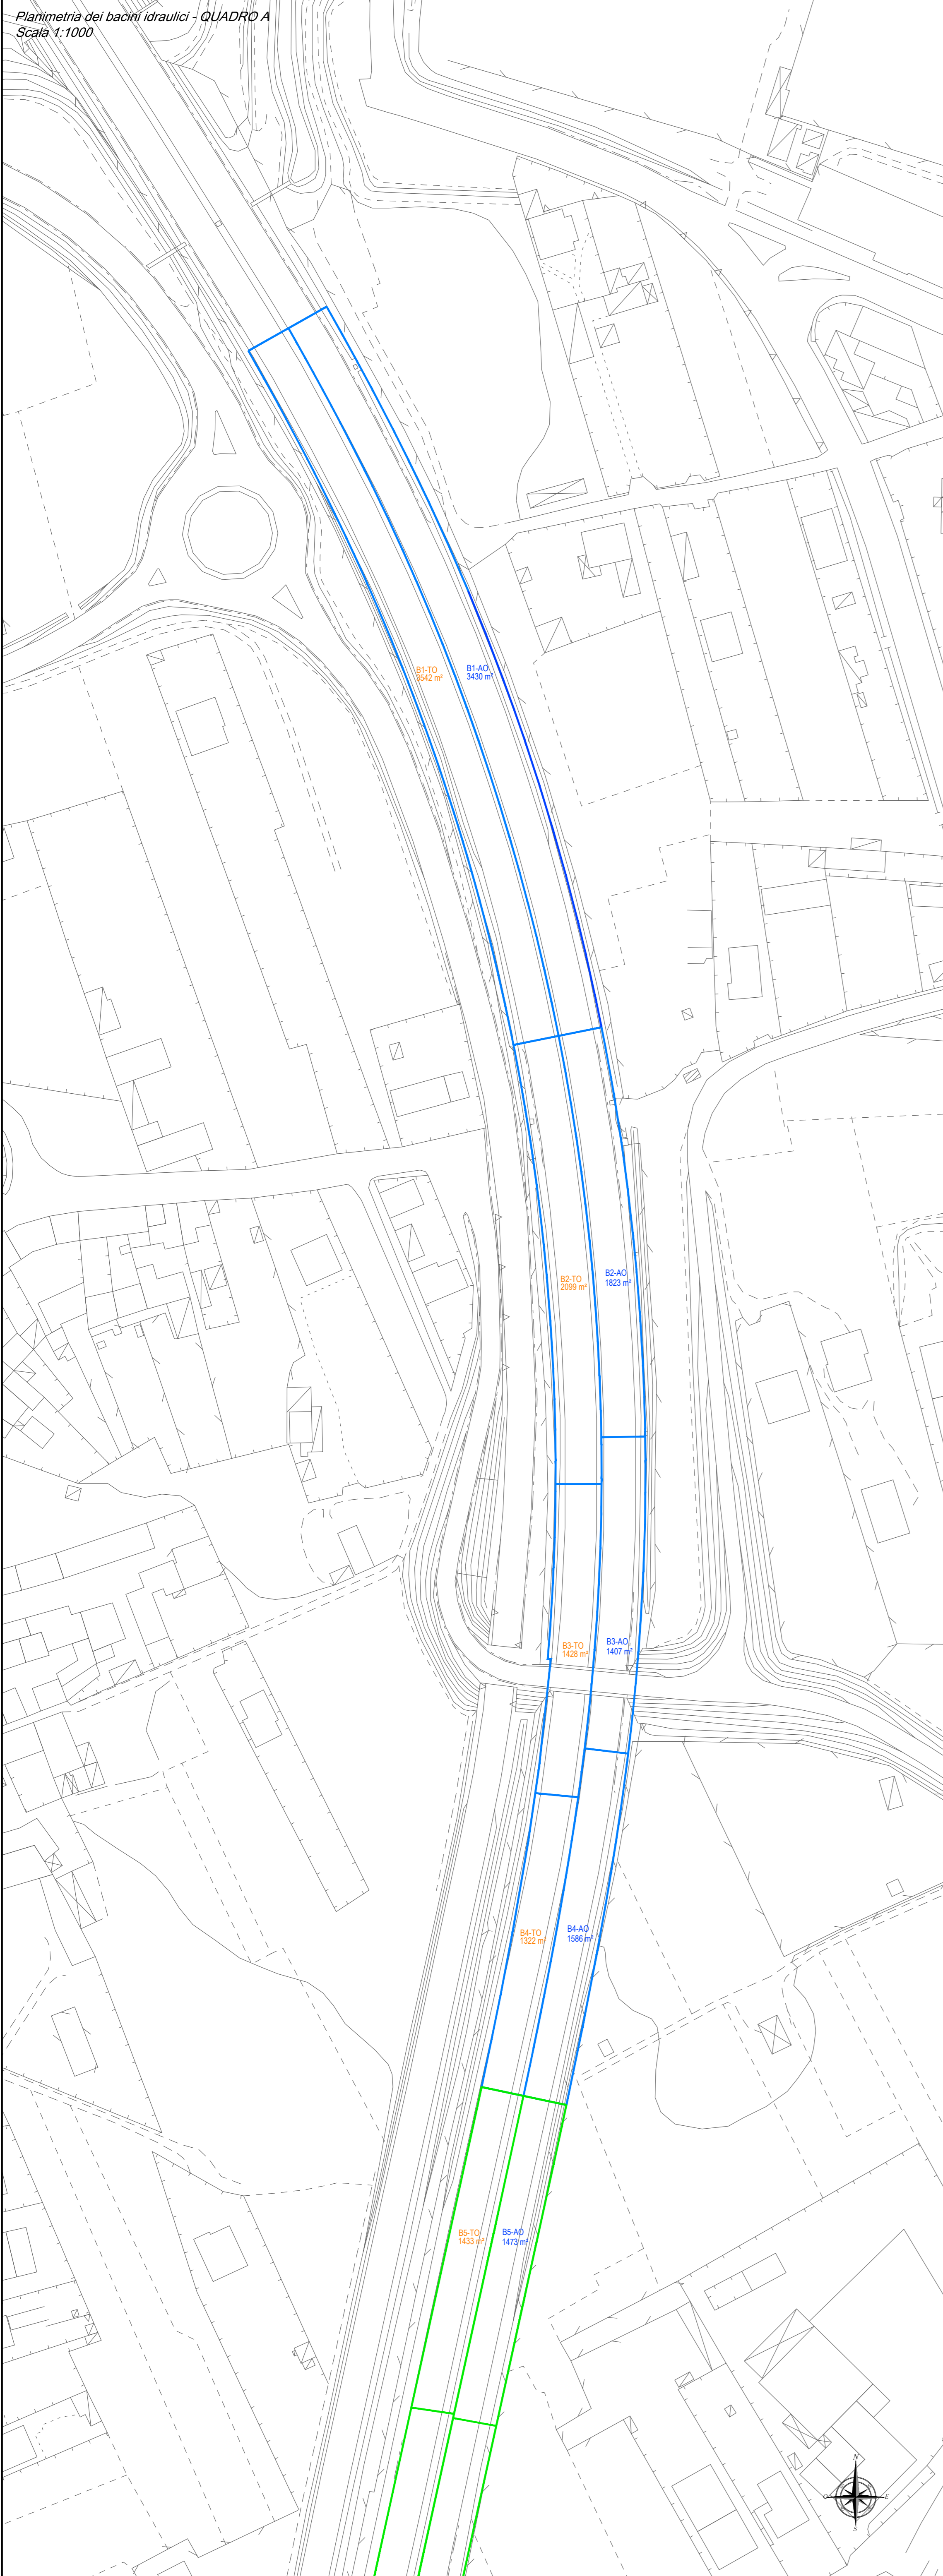 Planimetria dei bacini idraulici - QUADRO A
Scala 1:1000
B1-TO
3542 m²
B1-AO
3430 m²
B2-TO
2099 m²
B2-AO
1823 m²
B3-TO
1428 m²
B3-AO
1407 m²
B4-TO
1322 m²
B4-AO
1586 m²
B5-TO
1433 m²
B5-AO
1473 m²
N
O E
S